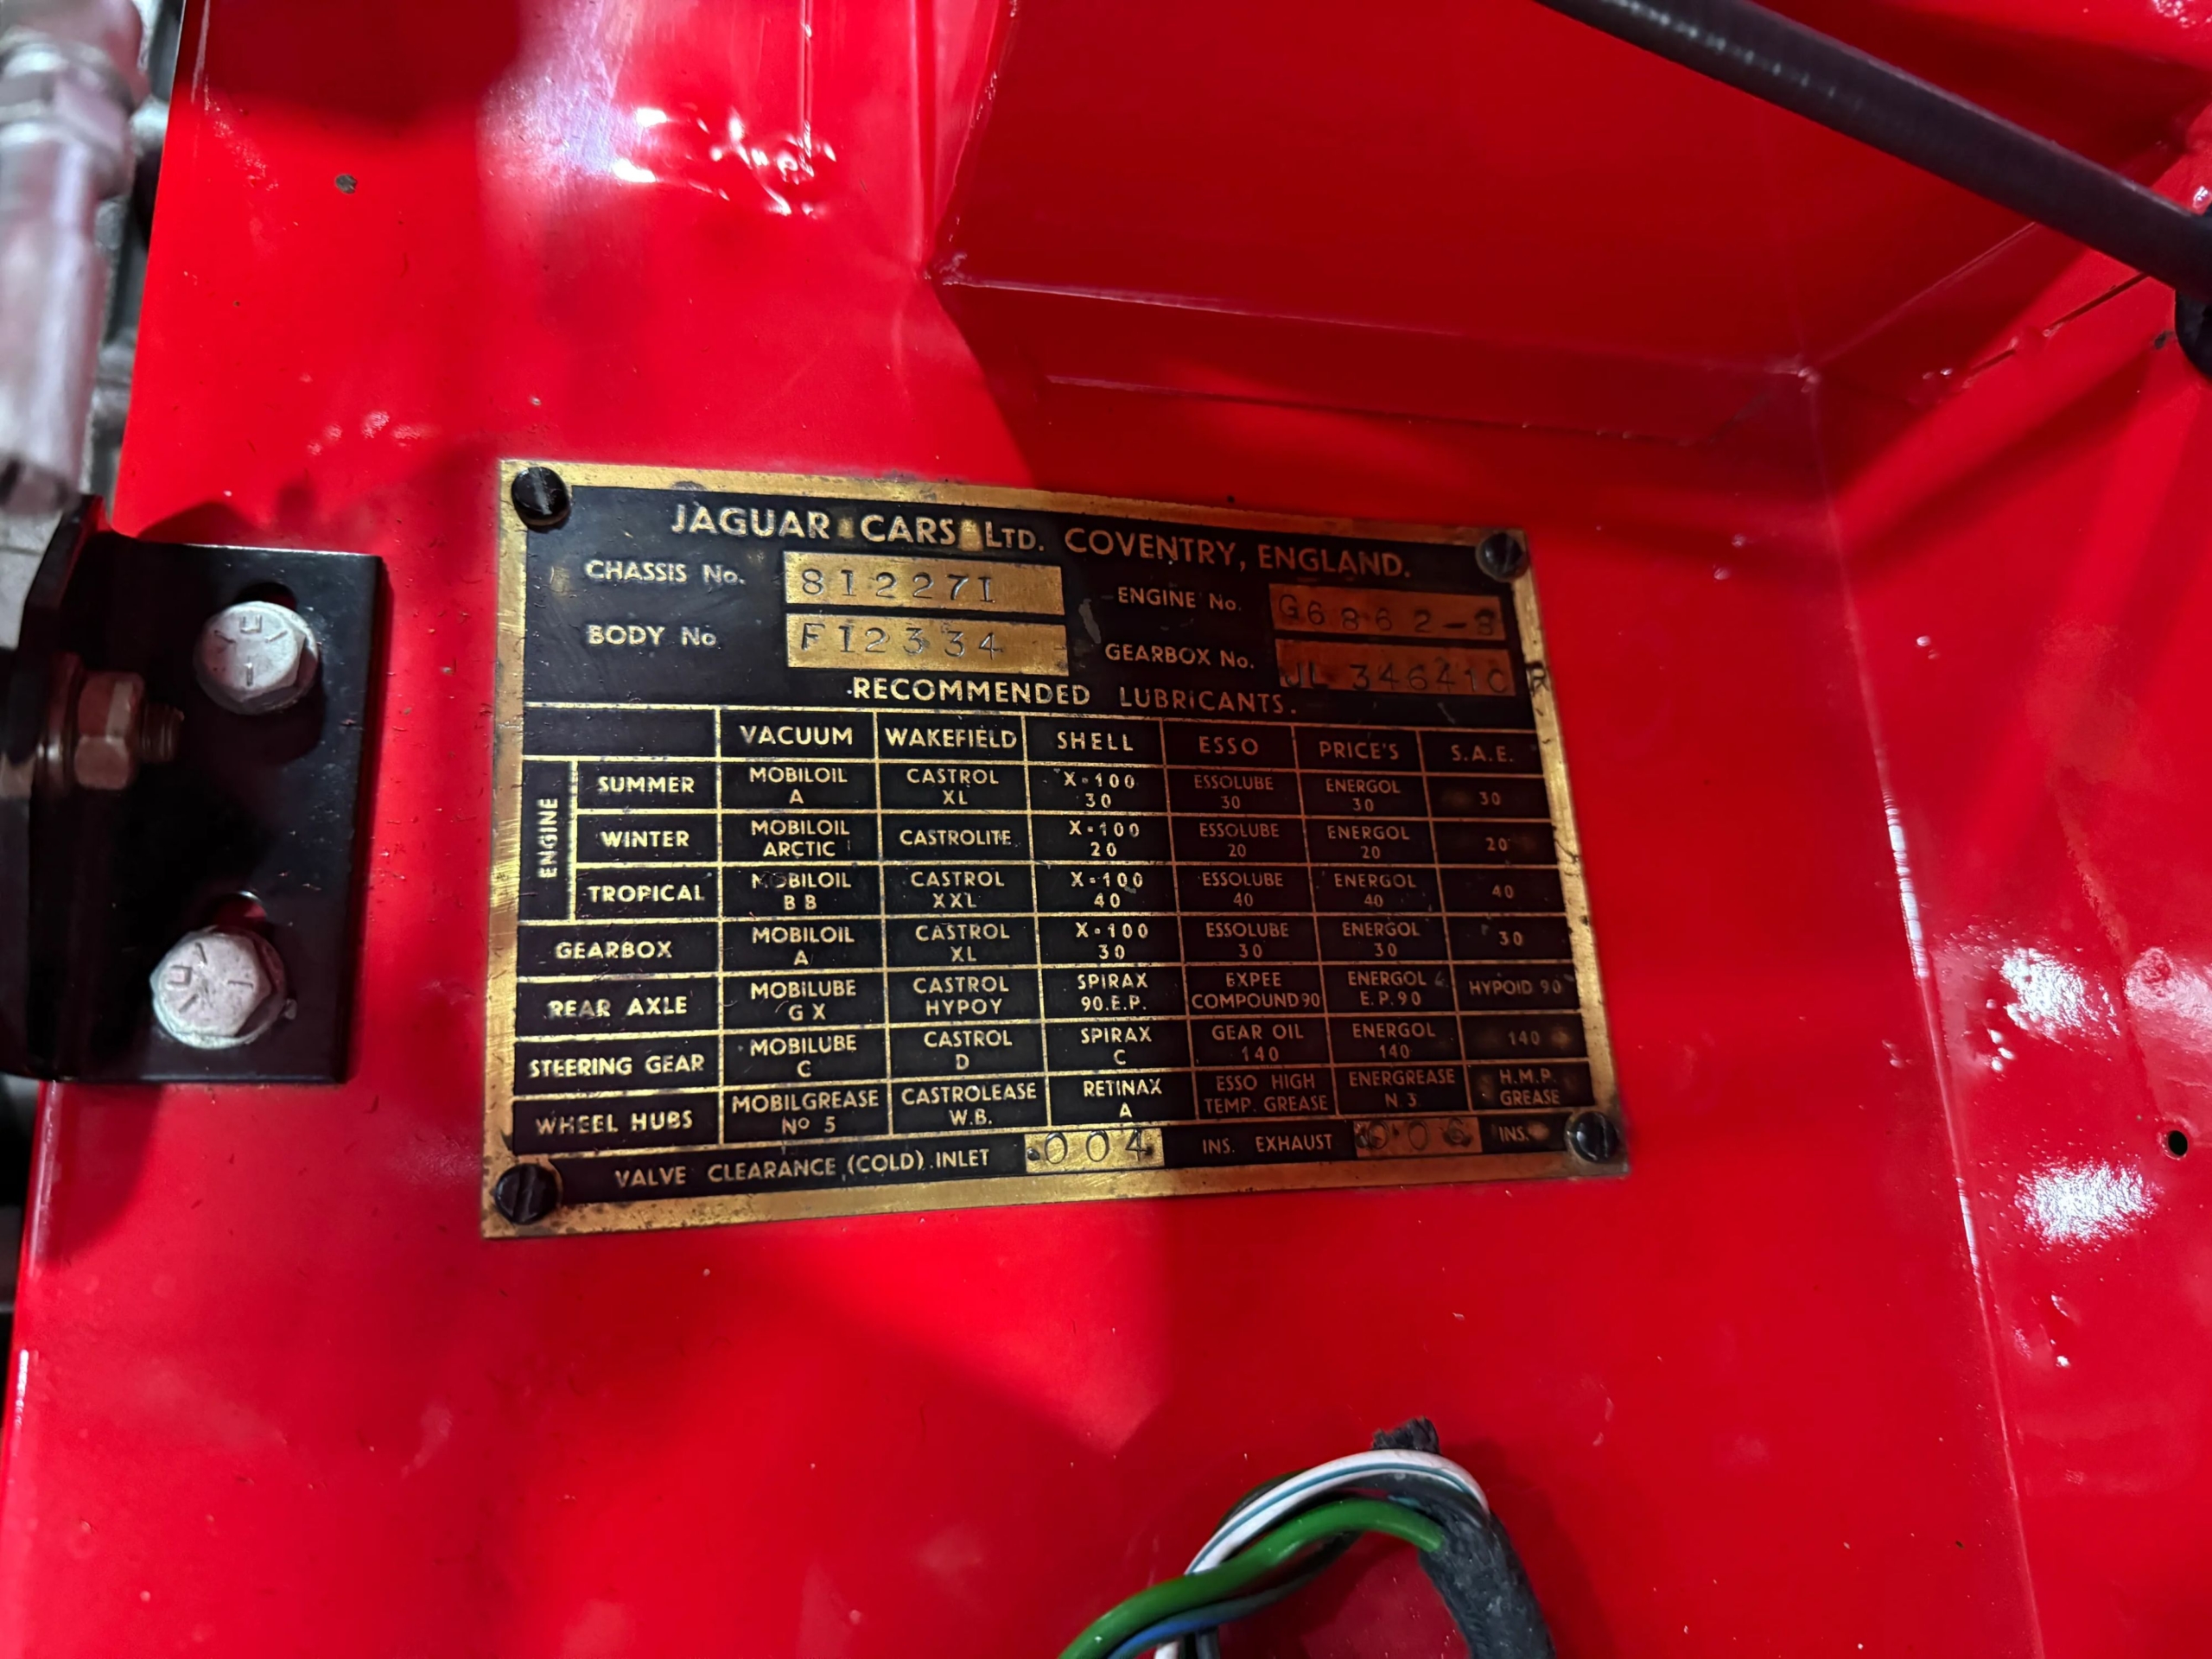 JAGUAR CARS LTD. COVENTRY, ENGLAND.
CHASSIS No. 812271 ENGINE No. G6862-S
BODY No F12334 GEARBOX No. JL 34641C R
RECOMMENDED LUBRICANTS.
VACUUM WAKEFIELD SHELL ESSO PRICE'S S.A.E.
ENGINE
SUMMER MOBILOIL A CASTROL XL X-100 30 ESSOLUBE 30 ENERGOL 30 30
WINTER MOBILOIL ARCTIC CASTROLITE X-100 20 ESSOLUBE 20 ENERGOL 20 20
TROPICAL MOBILOIL BB CASTROL XXL X-100 40 ESSOLUBE 40 ENERGOL 40 40
GEARBOX MOBILOIL A CASTROL XL X-100 30 ESSOLUBE 30 ENERGOL 30 30
REAR AXLE MOBILUBE GX CASTROL HYPOY SPIRAX 90.E.P. EXPEE COMPOUND 90 ENERGOL E.P.90 HYPOID 90
STEERING GEAR MOBILUBE C CASTROL D SPIRAX C GEAR OIL 140 ENERGOL 140 140
WHEEL HUBS MOBILGREASE No 5 CASTROLEASE W.B. RETINAX A ESSO HIGH TEMP. GREASE ENERGREASE N 3 H.M.P. GREASE
VALVE CLEARANCE (COLD). INLET .004 INS. EXHAUST .006 INS.